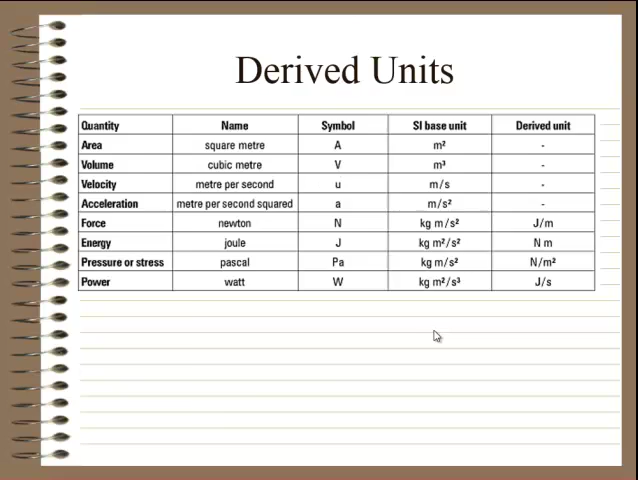 Derived Units
Quantity Name Symbol SI base unit Derived unit
Area square metre A m² -
Volume cubic metre V m³ -
Velocity metre per second u m/s -
Acceleration metre per second squared a m/s² -
Force newton N kg m/s² J/m
Energy joule J kg m²/s² N m
Pressure or stress pascal Pa kg m/s² N/m²
Power watt W kg m²/s³ J/s